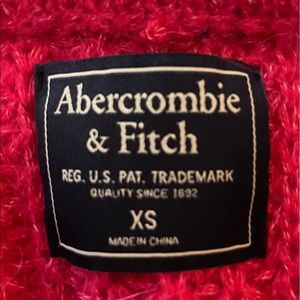 Abercrombie
& Fitch
REG. U.S. PAT. TRADEMARK
QUALITY SINCE 1892
XS
MADE IN CHINA